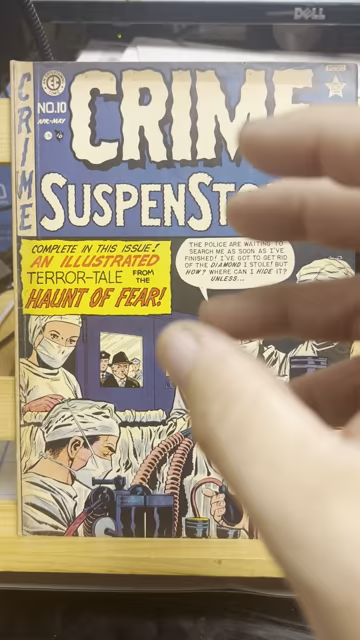 DELL
CRIME
EC
NO.10
APR.-MAY
CRIME
SUSPENST
COMPLETE IN THIS ISSUE!
AN ILLUSTRATED
TERROR-TALE FROM THE
HAUNT OF FEAR!
THE POLICE ARE WAITING TO
SEARCH ME AS SOON AS I'VE
FINISHED! I'VE GOT TO GET RID
OF THE DIAMOND I STOLE! BUT
HOW? WHERE CAN I HIDE IT?
UNLESS...